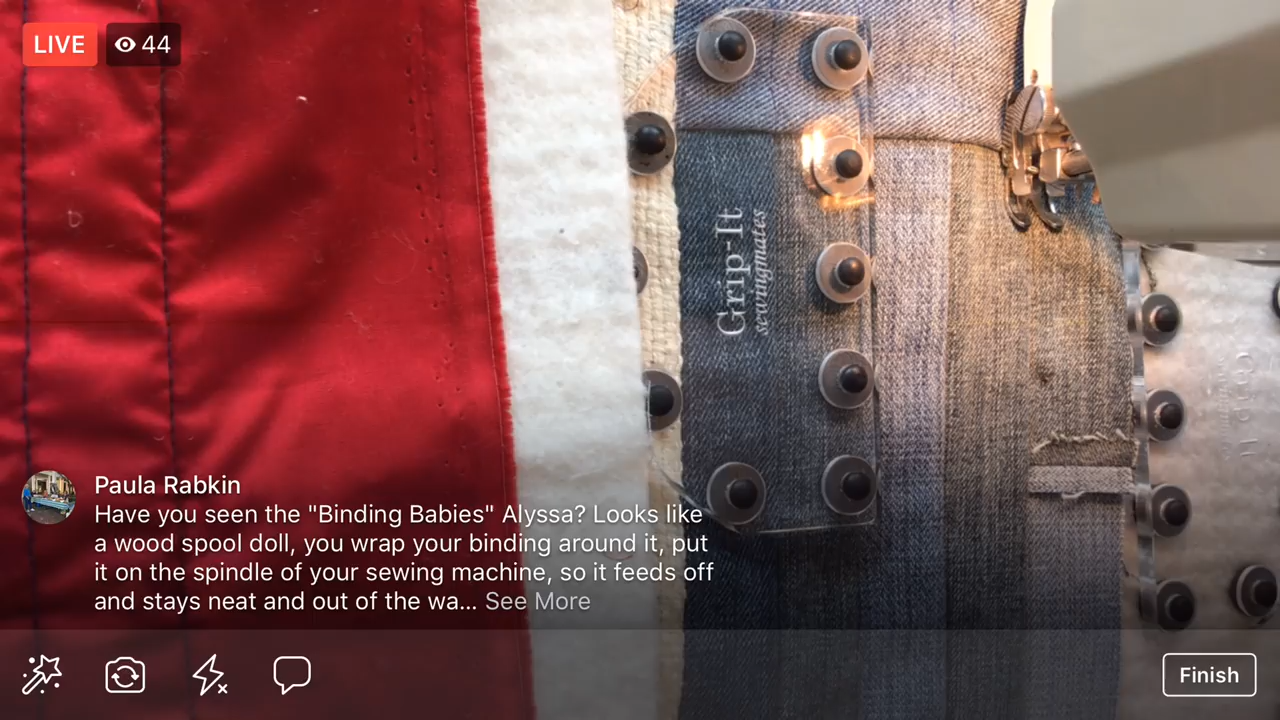 LIVE
44
Grip-It
sewingmates
Grip It
Paula Rabkin
Have you seen the "Binding Babies" Alyssa? Looks like
a wood spool doll, you wrap your binding around it, put
it on the spindle of your sewing machine, so it feeds off
and stays neat and out of the wa... See More
Finish